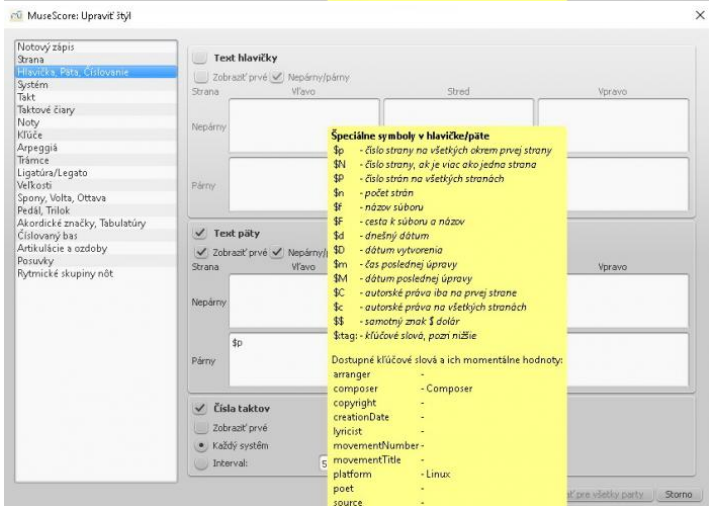 MuseScore: Upraviť štýl
Notový zápis
Strana
Hlavička, Päta, Číslovanie
Systém
Takt
Taktové čiary
Noty
Kľúče
Arpeggiá
Trámce
Ligatúra/Legato
Veľkosti
Spony, Volta, Ottava
Pedál, Trilok
Akordické značky, Tabulatúry
Číslovaný bas
Artikulácie a ozdoby
Posuvky
Rytmické skupiny nôt
Text hlavičky
Zobraziť prvé Nepárny/párny
Strana Vľavo Stred Vpravo
Nepárny
Párny
Text päty
Zobraziť prvé
Strana Vľavo Vpravo
Nepárny
$p
Párny
Čísla taktov
Zobraziť prvé
Každý systém
Interval: 5
Špeciálne symboly v hlavičke/päte
$p - číslo strany na všetkých okrem prvej strany
$N - číslo strany, ak je viac ako jedna strana
$P - číslo strán na všetkých stranách
$n - počet strán
$f - názov súboru
$F - cesta k súboru a názov
$d - dnešný dátum
$D - dátum vytvorenia
$m - čas poslednej úpravy
$M - dátum poslednej úpravy
$C - autorské práva iba na prvej strane
$c - autorské práva na všetkých stranách
$$ - samotný znak $ dolár
$:tag: - kľúčové slová, pozri nižšie
Dostupné kľúčové slová a ich momentálne hodnoty:
arranger -
composer - Composer
copyright -
creationDate -
lyricist -
movementNumber -
movementTitle -
platform - Linux
poet -
source -
pre všetky party Storno